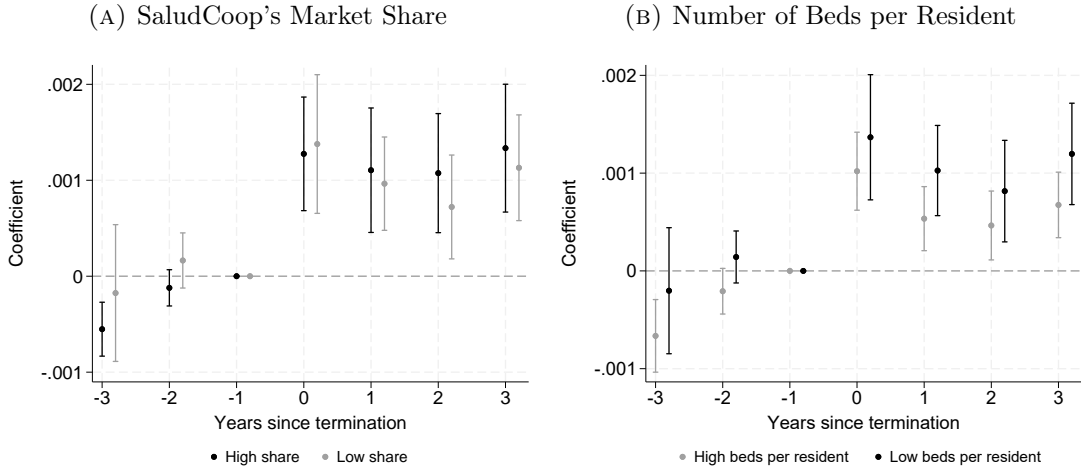 (A) SaludCoop's Market Share
.002
.001
0
-.001
Coefficient
-3 -2 -1 0 1 2 3
Years since termination
High share Low share
(B) Number of Beds per Resident
.002
.001
0
-.001
Coefficient
-3 -2 -1 0 1 2 3
Years since termination
High beds per resident Low beds per resident